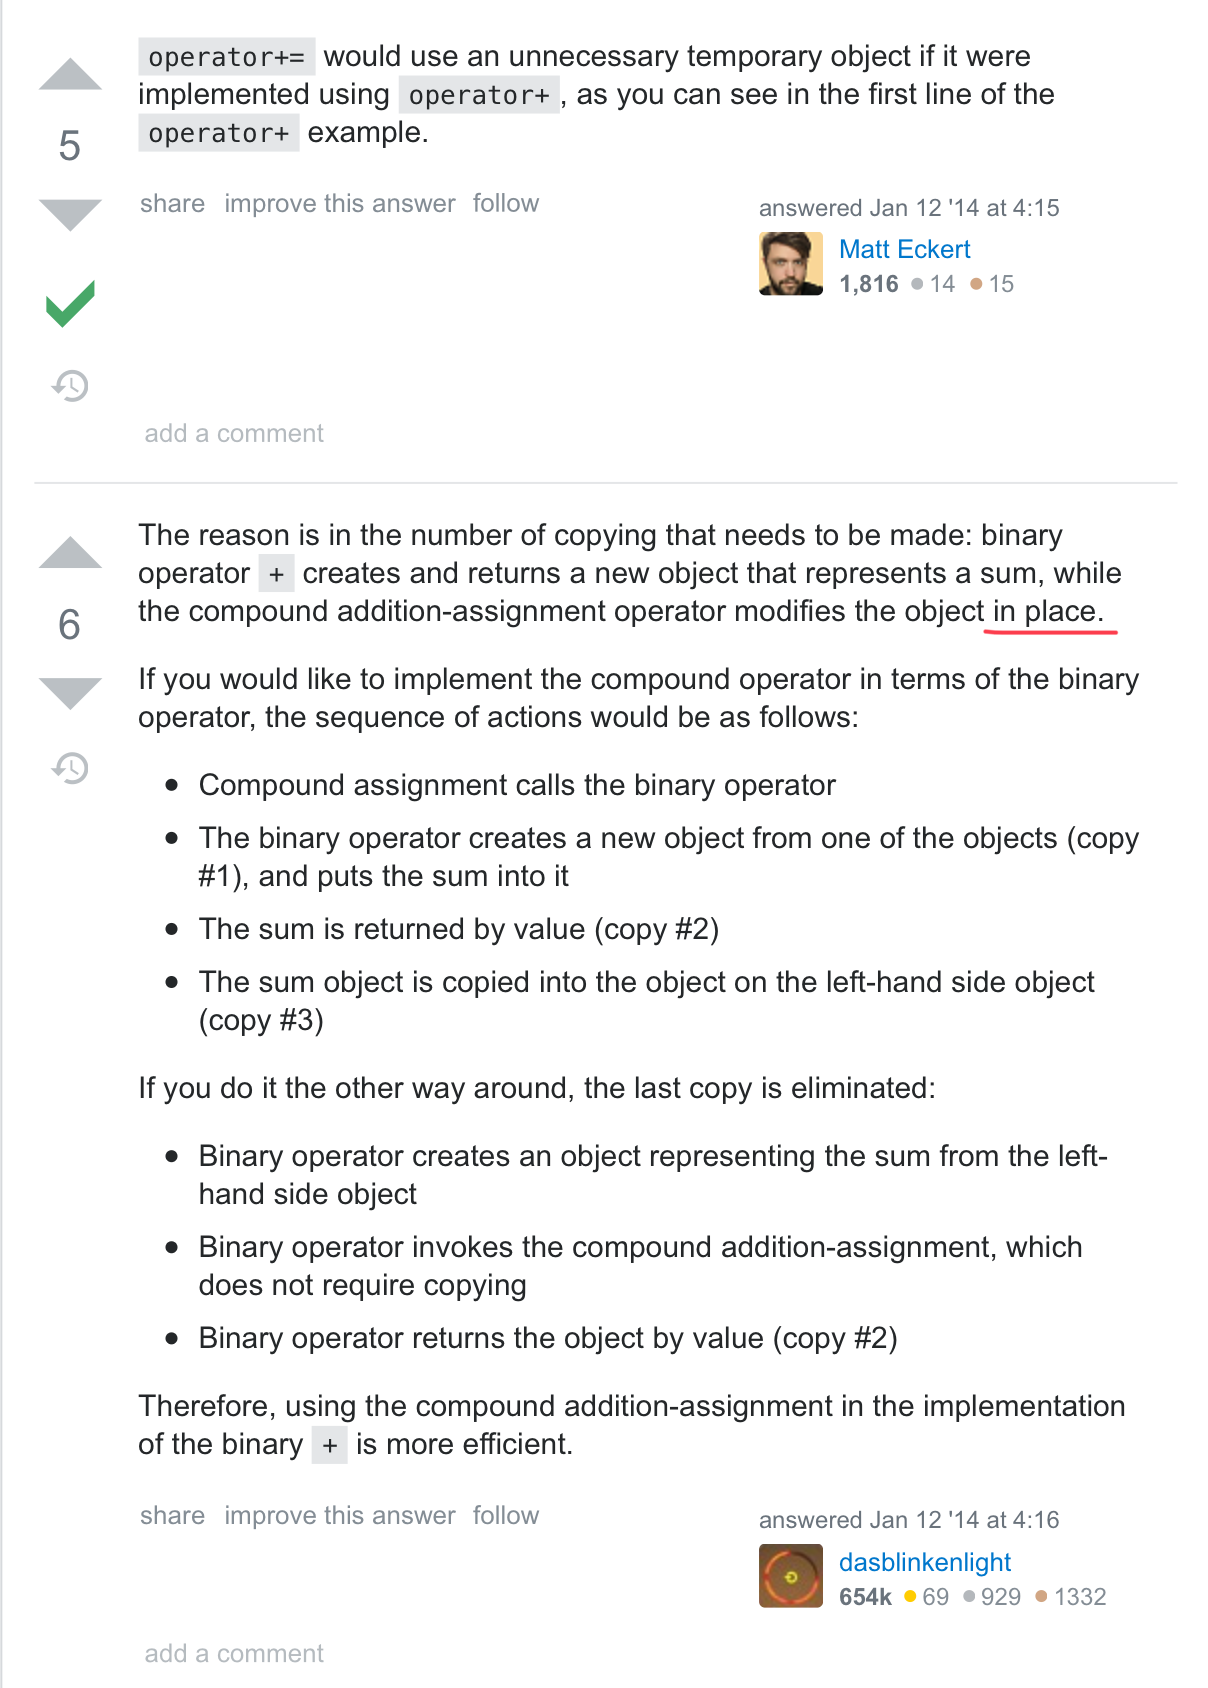 operator+= would use an unnecessary temporary object if it were
implemented using operator+ , as you can see in the first line of the
operator+ example.
5
share improve this answer follow
answered Jan 12 '14 at 4:15
Matt Eckert
1,816 14 15
add a comment
The reason is in the number of copying that needs to be made: binary
operator + creates and returns a new object that represents a sum, while
the compound addition-assignment operator modifies the object in place.
6
If you would like to implement the compound operator in terms of the binary
operator, the sequence of actions would be as follows:
• Compound assignment calls the binary operator
• The binary operator creates a new object from one of the objects (copy
#1), and puts the sum into it
• The sum is returned by value (copy #2)
• The sum object is copied into the object on the left-hand side object
(copy #3)
If you do it the other way around, the last copy is eliminated:
• Binary operator creates an object representing the sum from the left-
hand side object
• Binary operator invokes the compound addition-assignment, which
does not require copying
• Binary operator returns the object by value (copy #2)
Therefore, using the compound addition-assignment in the implementation
of the binary + is more efficient.
share improve this answer follow
answered Jan 12 '14 at 4:16
dasblinkenlight
654k 69 929 1332
add a comment